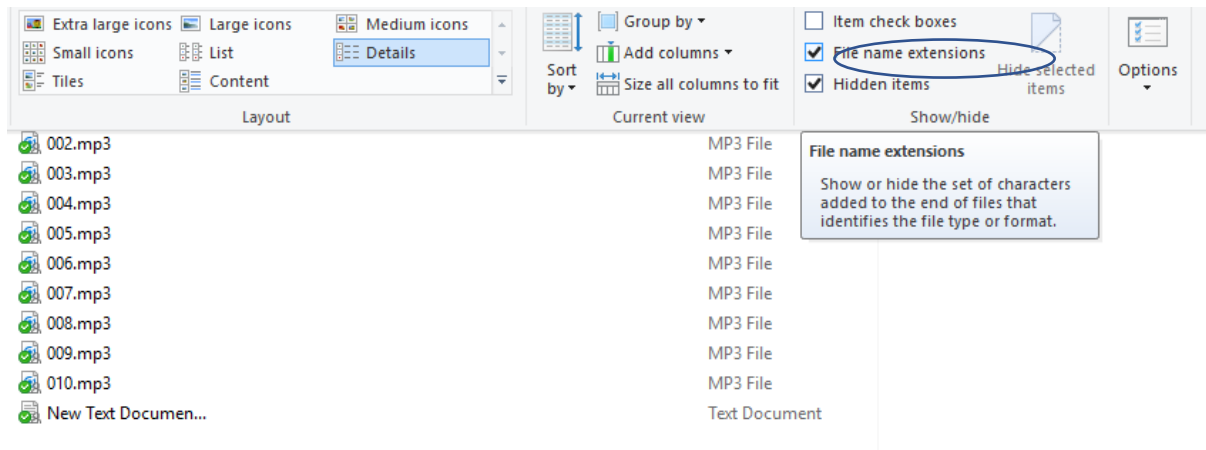 Extra large icons Large icons Medium icons
Small icons List Details
Tiles Content
Layout
Sort by
Group by
Add columns
Size all columns to fit
Current view
Item check boxes
File name extensions
Hidden items
Hide selected
items
Show/hide
Options
002.mp3 MP3 File
003.mp3 MP3 File
004.mp3 MP3 File
005.mp3 MP3 File
006.mp3 MP3 File
007.mp3 MP3 File
008.mp3 MP3 File
009.mp3 MP3 File
010.mp3 MP3 File
New Text Documen... Text Document
File name extensions
Show or hide the set of characters
added to the end of files that
identifies the file type or format.